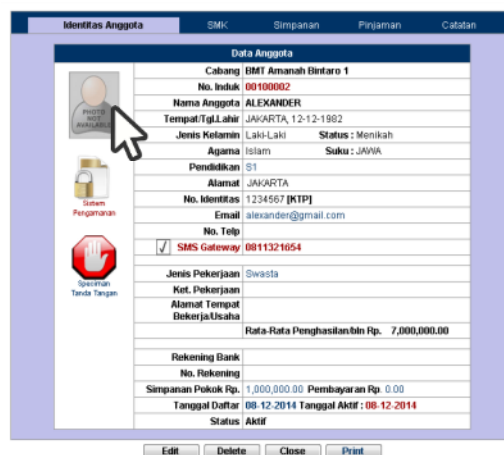 Identitas Anggota SMK Simpanan Pinjaman Catatan
Data Anggota
PHOTO
NOT
AVAILABLE
Sistem
Pengamanan
Speciman
Tanda Tangan
Cabang BMT Amanah Bintaro 1
No. Induk 00100002
Nama Anggota ALEXANDER
Tempat/Tgl.Lahir JAKARTA, 12-12-1982
Jenis Kelamin Laki-Laki Status : Menikah
Agama Islam Suku : JAWA
Pendidikan S1
Alamat JAKARTA
No. Identitas 1234567 [KTP]
Email alexander@gmail.com
No. Telp
SMS Gateway 0811321654
Jenis Pekerjaan Swasta
Ket. Pekerjaan
Alamat Tempat
Bekerja/Usaha
Rata-Rata Penghasilan/bln Rp. 7,000,000.00
Rekening Bank
No. Rekening
Simpanan Pokok Rp. 1,000,000.00 Pembayaran Rp. 0.00
Tanggal Daftar 08-12-2014 Tanggal Aktif : 08-12-2014
Status Aktif
Edit Delete Close Print